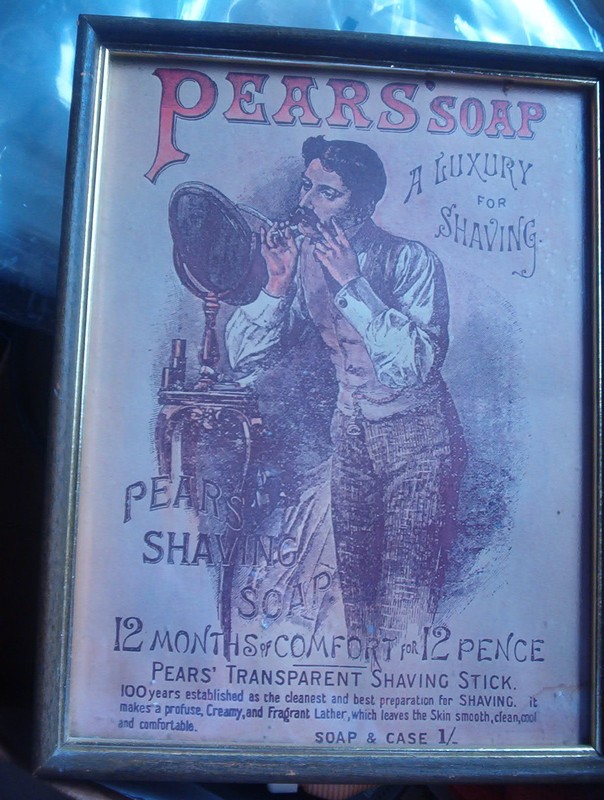 PEARS' SOAP
A LUXURY
FOR
SHAVING.
PEARS'
SHAVING
SOAP
12 MONTHS of COMFORT for 12 PENCE
PEARS' TRANSPARENT SHAVING STICK.
100 years established as the cleanest and best preparation for SHAVING. it
makes a profuse, Creamy, and Fragrant Lather, which leaves the Skin smooth, clean, cool
and comfortable.
SOAP & CASE 1/-